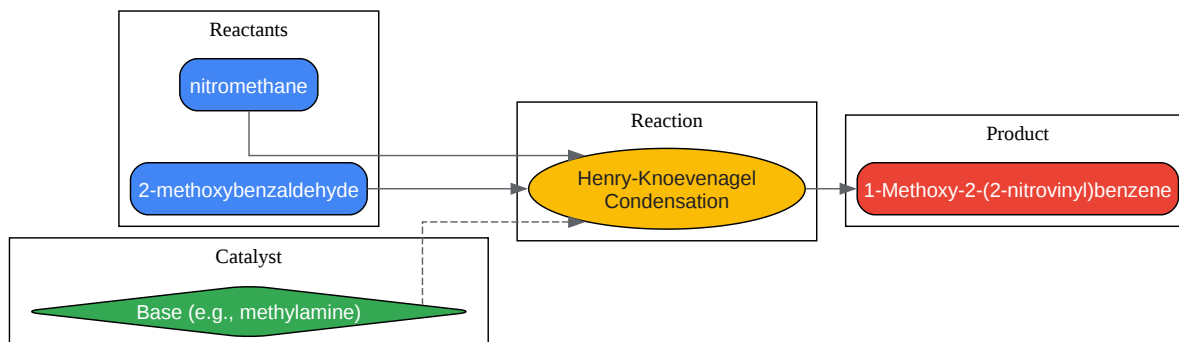 Reactants
nitromethane
2-methoxybenzaldehyde
Catalyst
Base (e.g., methylamine)
Reaction
Henry-Knoevenagel
Condensation
Product
1-Methoxy-2-(2-nitrovinyl)benzene